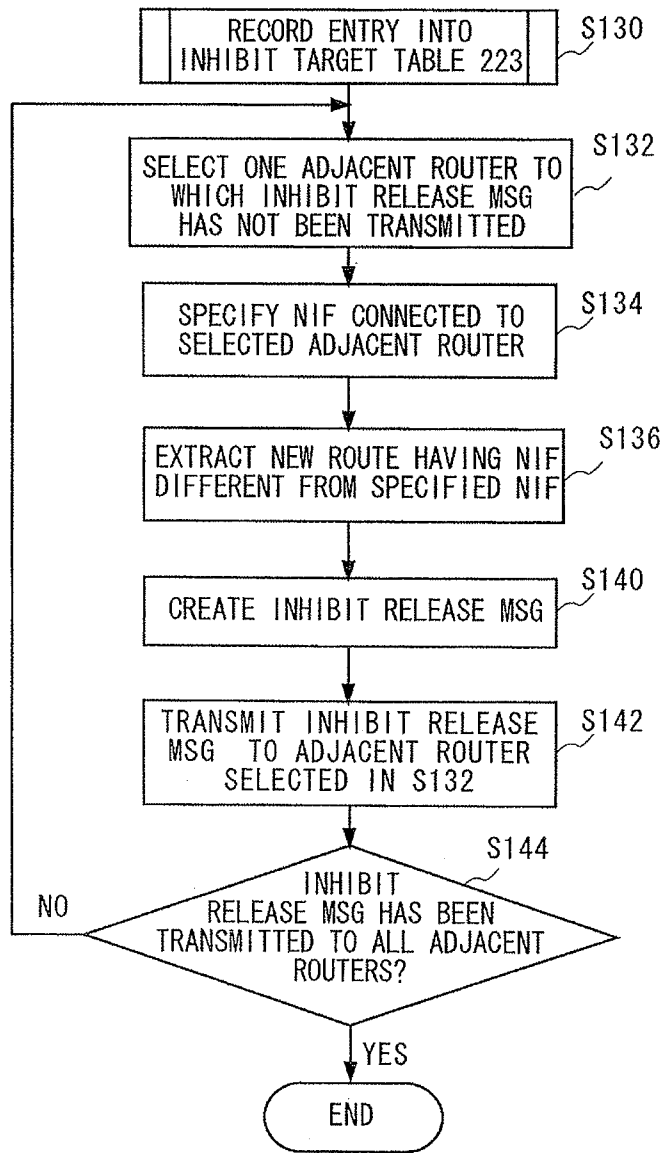 RECORD ENTRY INTO
INHIBIT TARGET TABLE 223
S130
SELECT ONE ADJACENT ROUTER TO
WHICH INHIBIT RELEASE MSG
HAS NOT BEEN TRANSMITTED
S132
SPECIFY NIF CONNECTED TO
SELECTED ADJACENT ROUTER
S134
EXTRACT NEW ROUTE HAVING NIF
DIFFERENT FROM SPECIFIED NIF
S136
CREATE INHIBIT RELEASE MSG
S140
TRANSMIT INHIBIT RELEASE
MSG TO ADJACENT ROUTER
SELECTED IN S132
S142
S144
INHIBIT
RELEASE MSG HAS BEEN
TRANSMITTED TO ALL ADJACENT
ROUTERS?
NO
YES
END